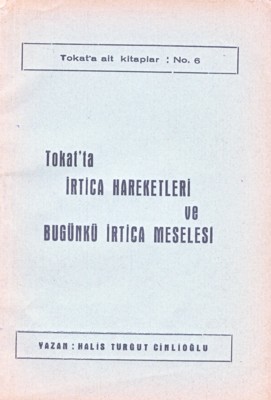 Tokat'a ait kitaplar : No. 6
Tokat'ta
İRTİCA HAREKETLERİ
ve
BUGÜNKÜ İRTİCA MESELESİ
YAZAN : HALİS TURGUT CİNLİOĞLU